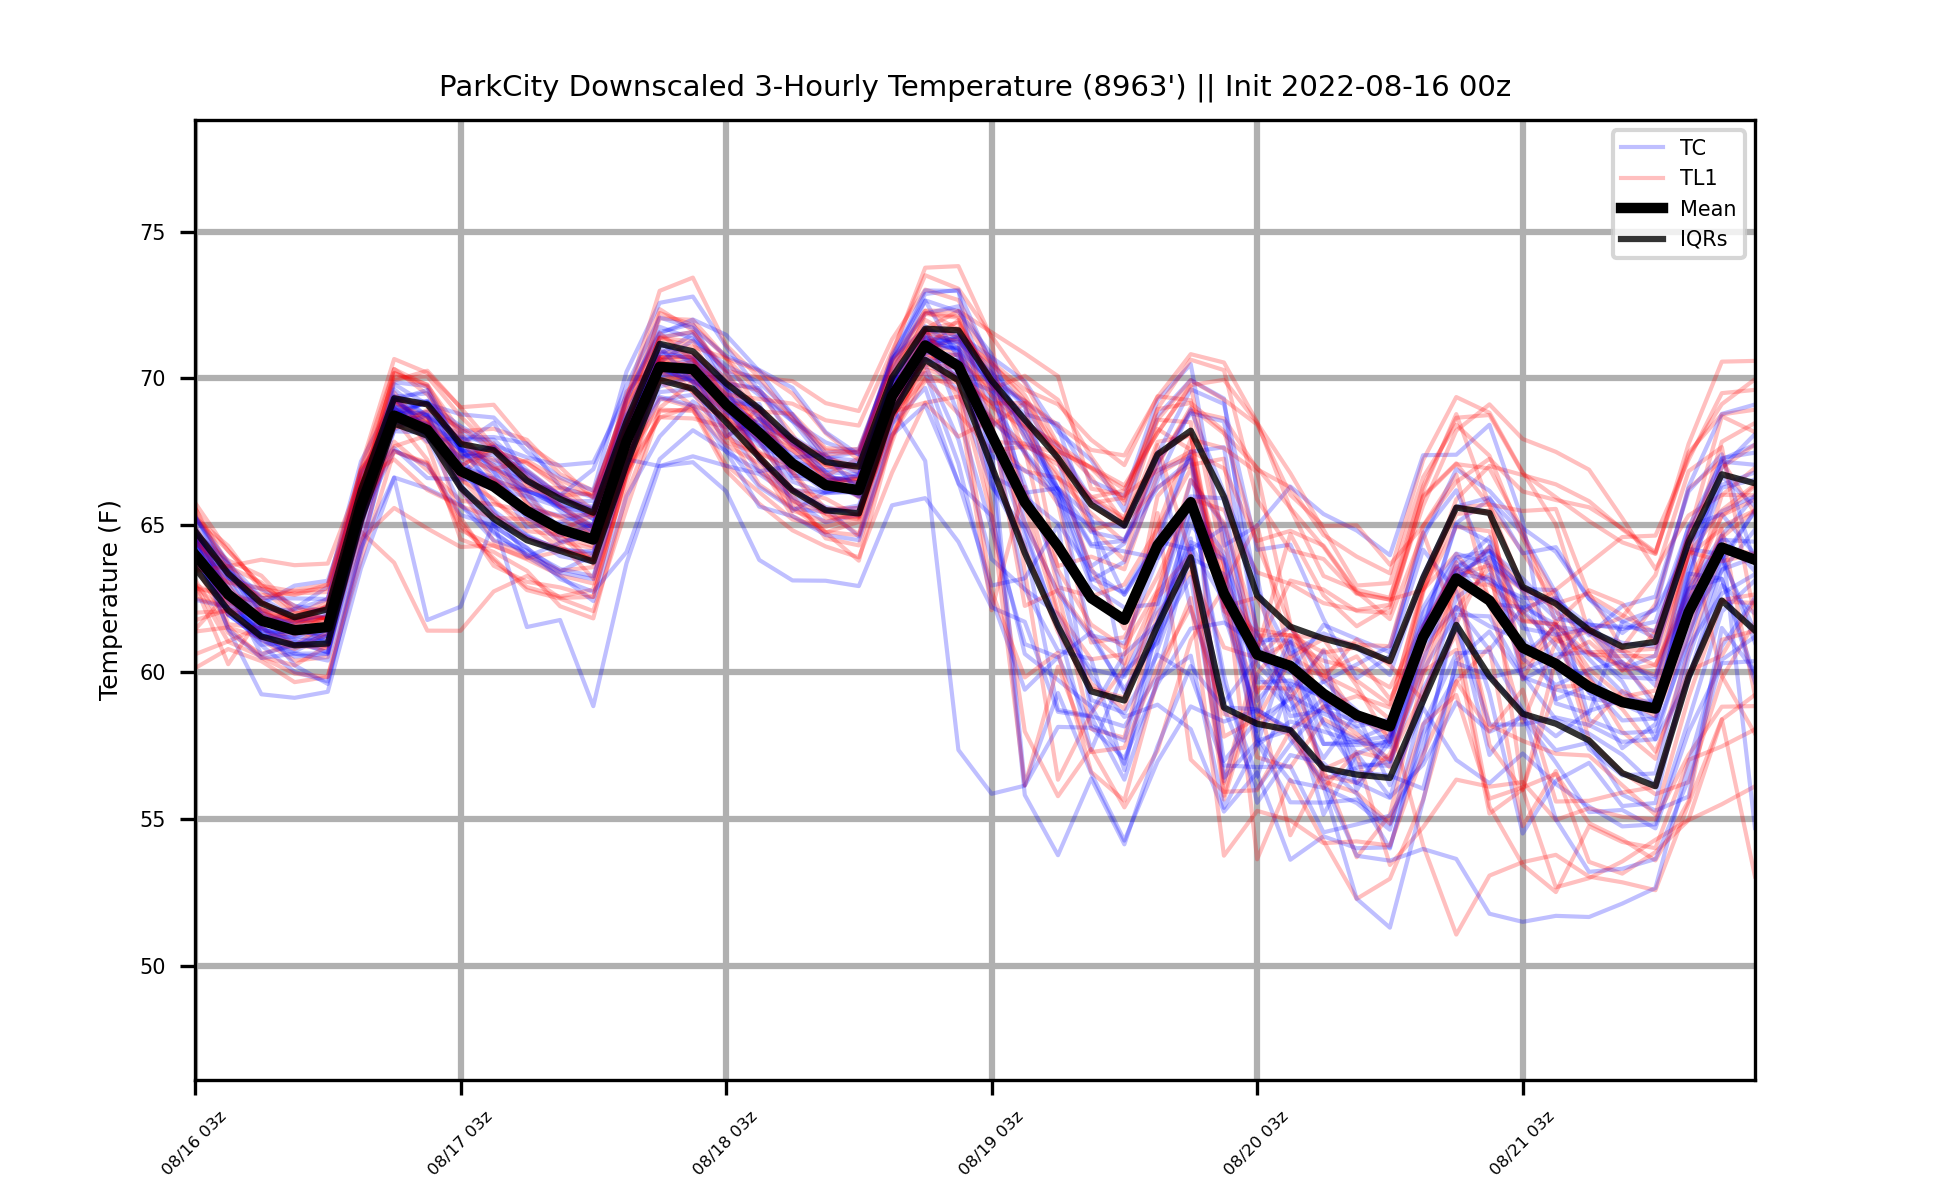 ParkCity Downscaled 3-Hourly Temperature (8963') || Init 2022-08-16 00z
TC
TL1
Mean
IQRs
Temperature (F)
75
70
65
60
55
50
08/16 03z
08/17 03z
08/18 03z
08/19 03z
08/20 03z
08/21 03z